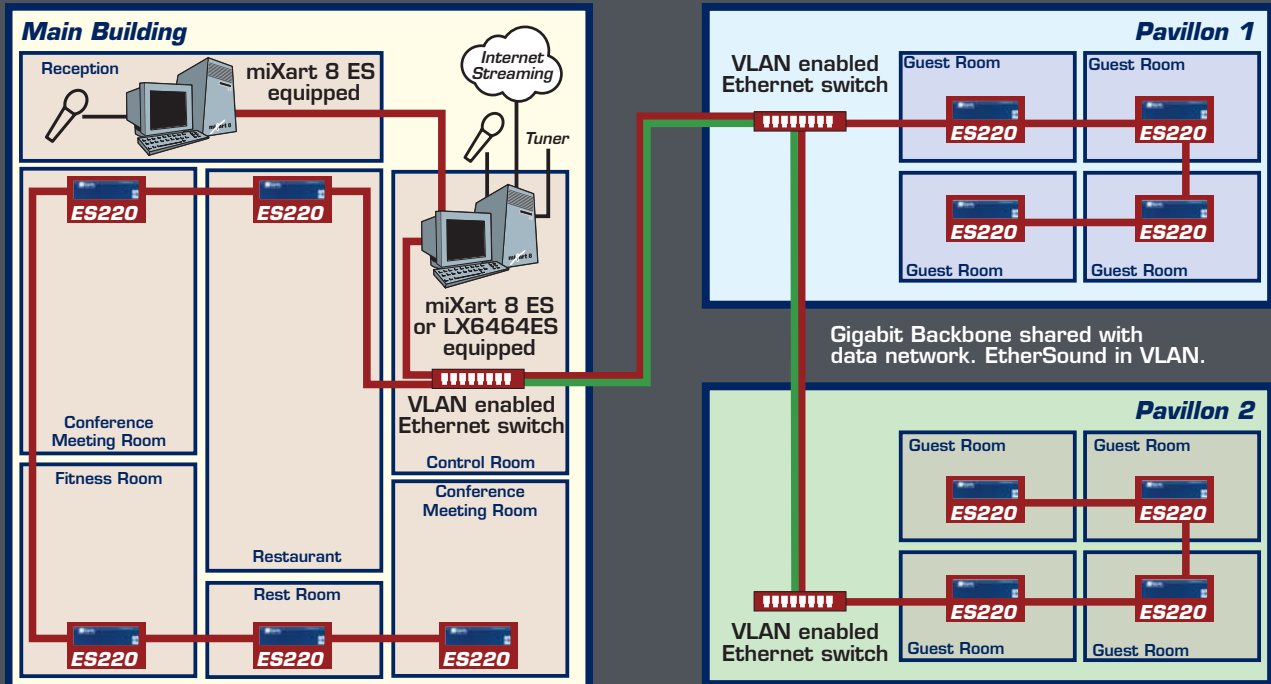 Main Building
Reception
miXart 8 ES
equipped
Internet
Streaming
Tuner
ES220
ES220
miXart 8 ES
or LX6464ES
equipped
VLAN enabled
Ethernet switch
Control Room
Conference
Meeting Room
Fitness Room
Restaurant
Conference
Meeting Room
Rest Room
ES220
ES220
ES220
Pavillon 1
VLAN enabled
Ethernet switch
Guest Room
Guest Room
ES220
ES220
ES220
ES220
Guest Room
Guest Room
Gigabit Backbone shared with
data network. EtherSound in VLAN.
Pavillon 2
Guest Room
Guest Room
ES220
ES220
ES220
ES220
VLAN enabled
Ethernet switch
Guest Room
Guest Room